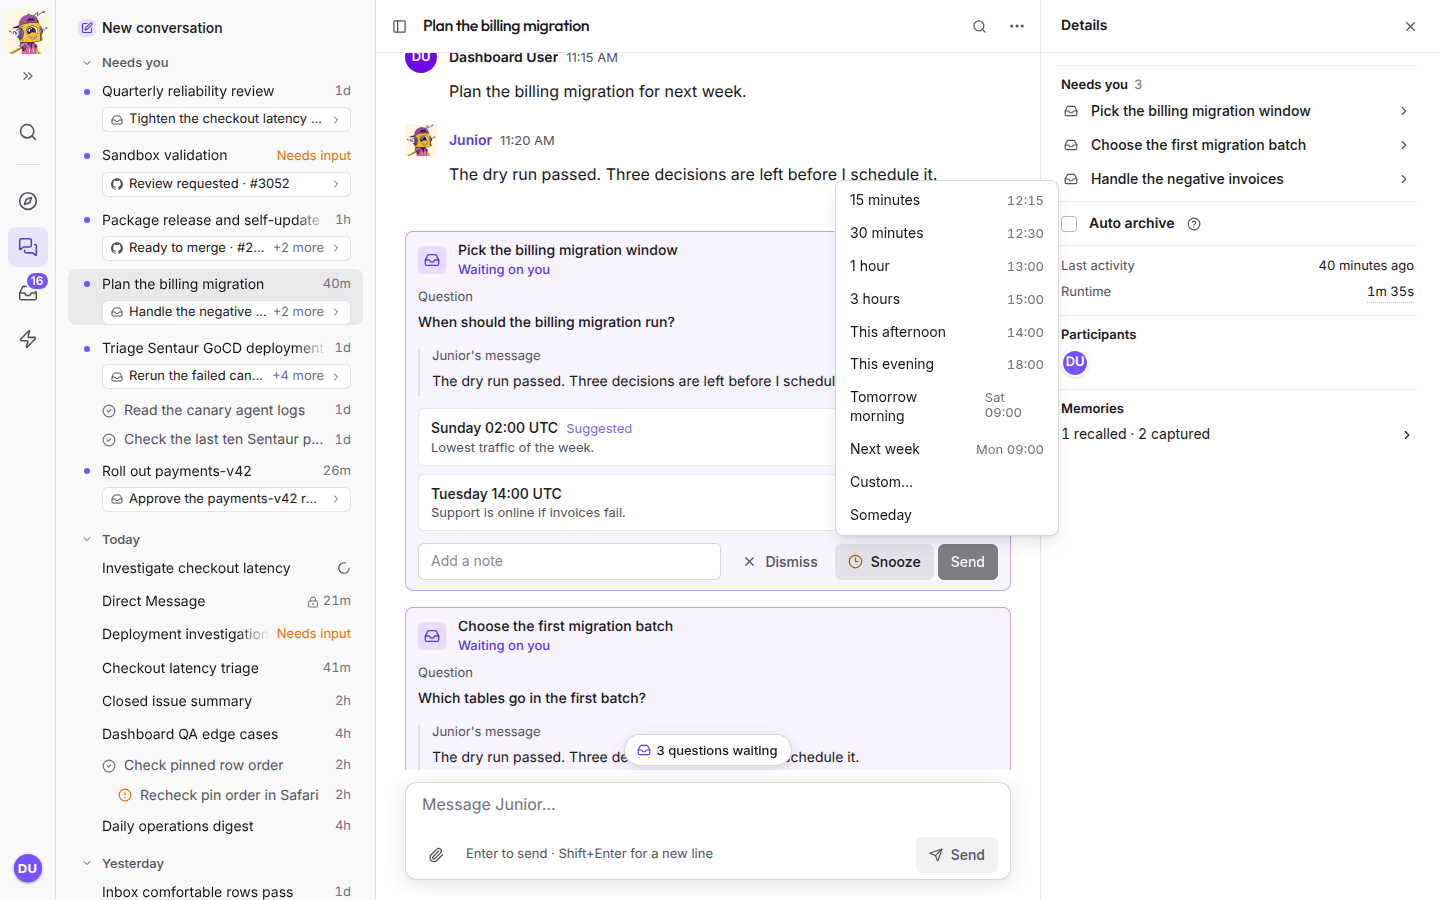 New conversation
Needs you
Quarterly reliability review 1d
Tighten the checkout latency ...
Sandbox validation Needs input
Review requested · #3052
Package release and self-update 1h
Ready to merge · #2... +2 more
Plan the billing migration 40m
Handle the negative ... +2 more
Triage Sentaur GoCD deployment 1d
Rerun the failed can... +4 more
Read the canary agent logs 1d
Check the last ten Sentaur p... 1d
Roll out payments-v42 26m
Approve the payments-v42 r...
Today
Investigate checkout latency
Direct Message 21m
Deployment investigation Needs input
Checkout latency triage 41m
Closed issue summary 2h
Dashboard QA edge cases 4h
Check pinned row order 2h
Recheck pin order in Safari 2h
Daily operations digest 4h
Yesterday
Inbox comfortable rows pass 1d
16
DU
Plan the billing migration
DU
Dashboard User 11:15 AM
Plan the billing migration for next week.
Junior 11:20 AM
The dry run passed. Three decisions are left before I schedule it.
Pick the billing migration window
Waiting on you
Question
When should the billing migration run?
Junior's message
The dry run passed. Three decisions are left before I schedul
Sunday 02:00 UTC Suggested
Lowest traffic of the week.
Tuesday 14:00 UTC
Support is online if invoices fail.
Add a note
Dismiss
Snooze
Send
15 minutes 12:15
30 minutes 12:30
1 hour 13:00
3 hours 15:00
This afternoon 14:00
This evening 18:00
Tomorrow morning Sat 09:00
Next week Mon 09:00
Custom...
Someday
Choose the first migration batch
Waiting on you
Question
Which tables go in the first batch?
Junior's message
The dry run passed. Three de
chedule it.
3 questions waiting
Message Junior...
Enter to send · Shift+Enter for a new line
Send
Details
Needs you 3
Pick the billing migration window
Choose the first migration batch
Handle the negative invoices
Auto archive
Last activity 40 minutes ago
Runtime 1m 35s
Participants
DU
Memories
1 recalled · 2 captured